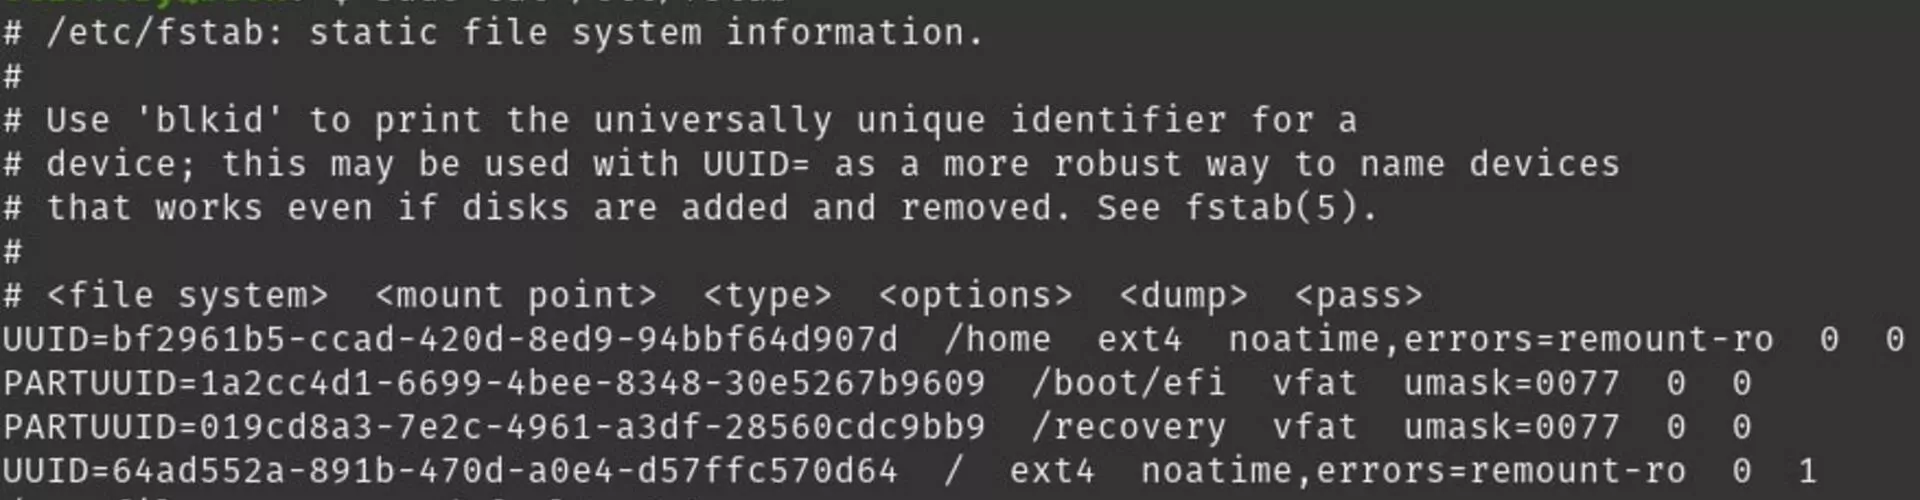 # /etc/fstab: static file system information.
#
# Use 'blkid' to print the universally unique identifier for a
# device; this may be used with UUID= as a more robust way to name devices
# that works even if disks are added and removed. See fstab(5).
#
# <file system>  <mount point>  <type>  <options>  <dump>  <pass>
UUID=bf2961b5-ccad-420d-8ed9-94bbf64d907d  /home  ext4  noatime,errors=remount-ro  0  0
PARTUUID=1a2cc4d1-6699-4bee-8348-30e5267b9609  /boot/efi  vfat  umask=0077  0  0
PARTUUID=019cd8a3-7e2c-4961-a3df-28560cdc9bb9  /recovery  vfat  umask=0077  0  0
UUID=64ad552a-891b-470d-a0e4-d57ffc570d64  /  ext4  noatime,errors=remount-ro  0  1